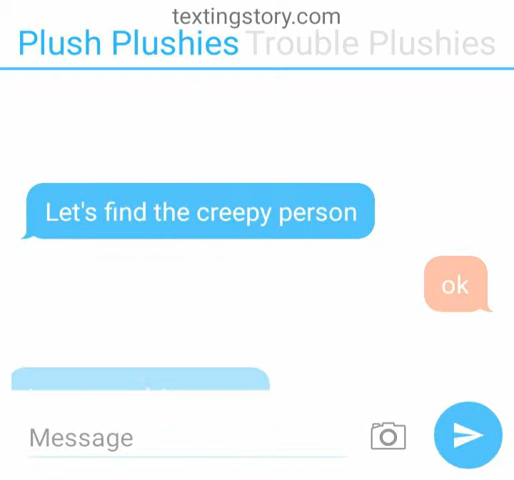 textingstory.com
Plush Plushies Trouble Plushies
Let's find the creepy person
ok
Message